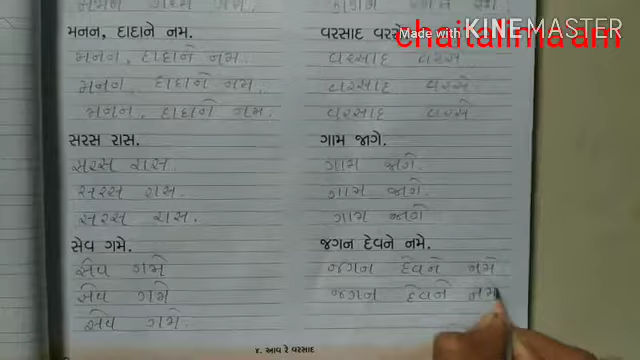 મનન, દાદાને નમ.
મનન, દાદાને નમ.
મનન, દાદાને નમ.
મનન, દાદાને નમ.
સરસ રાસ.
સરસ રાસ.
સરસ રાસ.
સરસ રાસ.
સેવ ગમે.
સેવ ગમે
સેવ ગમે
સેવ ગમે.
વરસાદ
વરસાદ વરસે
વરસાદ વરસે
વરસાદ વરસે
ગામ જાગે.
ગામ જાગે.
ગામ જાગે.
ગામ જાગે
જગન દેવને નમે.
જગન દેવને નમે
જગન દેવને નમ
૪. આવ રે વરસાદ
Made with KINEMASTER
chaitalimaam